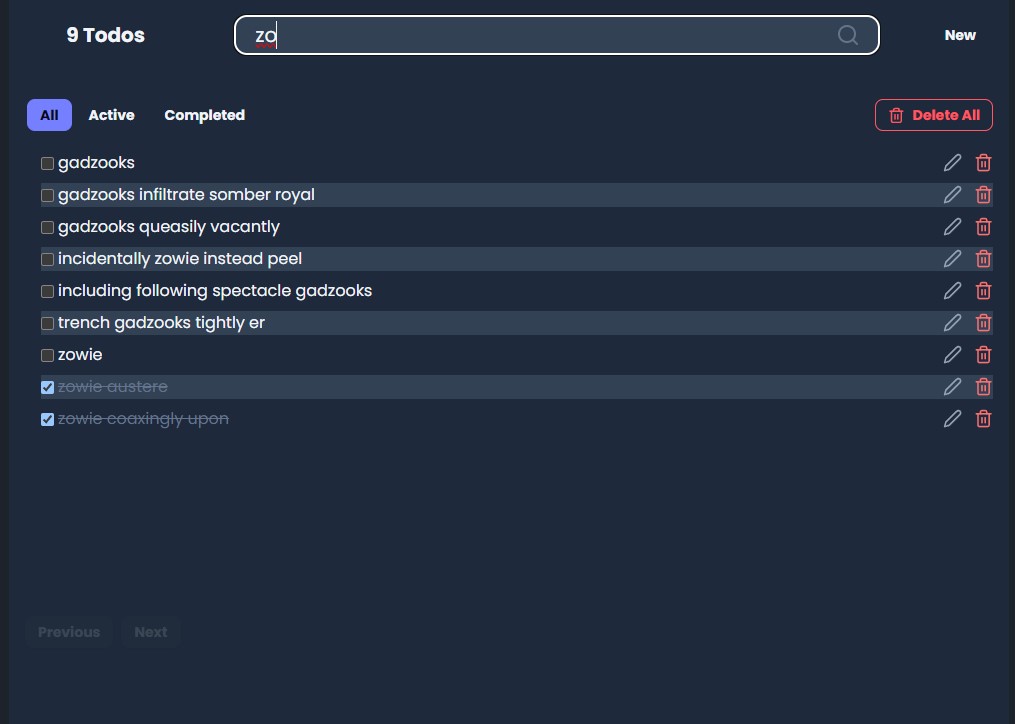 9 Todos
zo
New
All
Active
Completed
Delete All
gadzooks
gadzooks infiltrate somber royal
gadzooks queasily vacantly
incidentally zowie instead peel
including following spectacle gadzooks
trench gadzooks tightly er
zowie
zowie austere
zowie coaxingly upon
Previous
Next